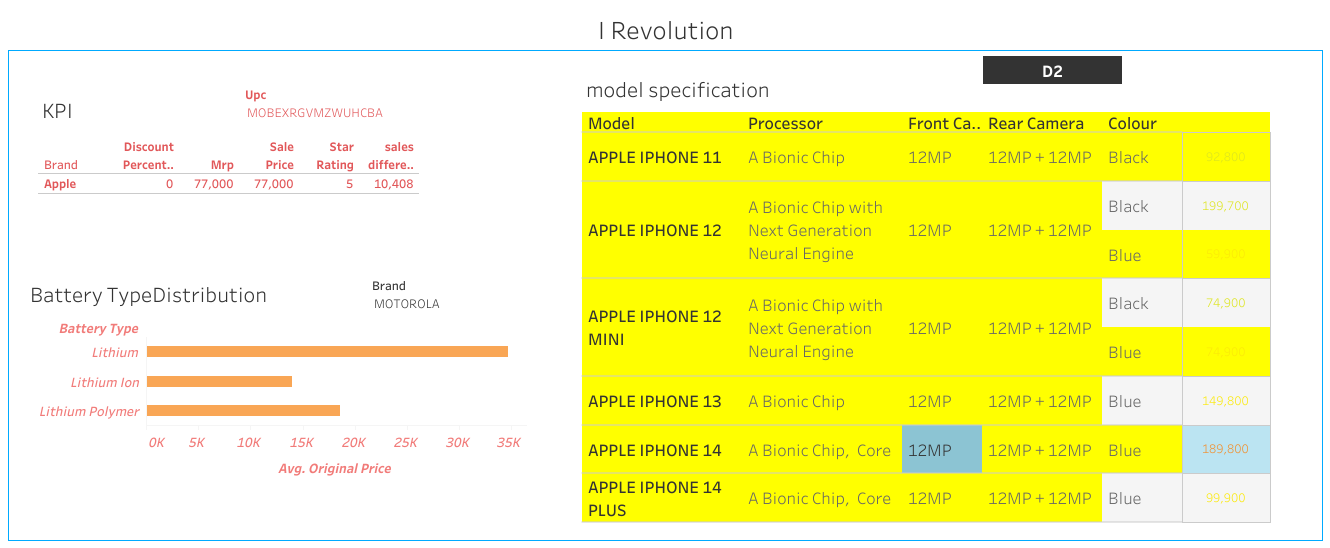 I Revolution
D2
KPI
Upc
MOBEXRGVMZWUHCBA
Brand Discount Percent.. Mrp Sale Price Star Rating sales differe..
Apple 0 77,000 77,000 5 10,408
Battery TypeDistribution
Brand
MOTOROLA
Battery Type
Lithium
Lithium Ion
Lithium Polymer
0K 5K 10K 15K 20K 25K 30K 35K
Avg. Original Price
model specification
Model Processor Front Ca.. Rear Camera Colour
APPLE IPHONE 11 A Bionic Chip 12MP 12MP + 12MP Black 92,800
APPLE IPHONE 12 A Bionic Chip with Next Generation Neural Engine 12MP 12MP + 12MP Black 199,700
Blue 59,900
APPLE IPHONE 12 MINI A Bionic Chip with Next Generation Neural Engine 12MP 12MP + 12MP Black 74,900
Blue 74,900
APPLE IPHONE 13 A Bionic Chip 12MP 12MP + 12MP Blue 149,800
APPLE IPHONE 14 A Bionic Chip, Core 12MP 12MP + 12MP Blue 189,800
APPLE IPHONE 14 PLUS A Bionic Chip, Core 12MP 12MP + 12MP Blue 99,900